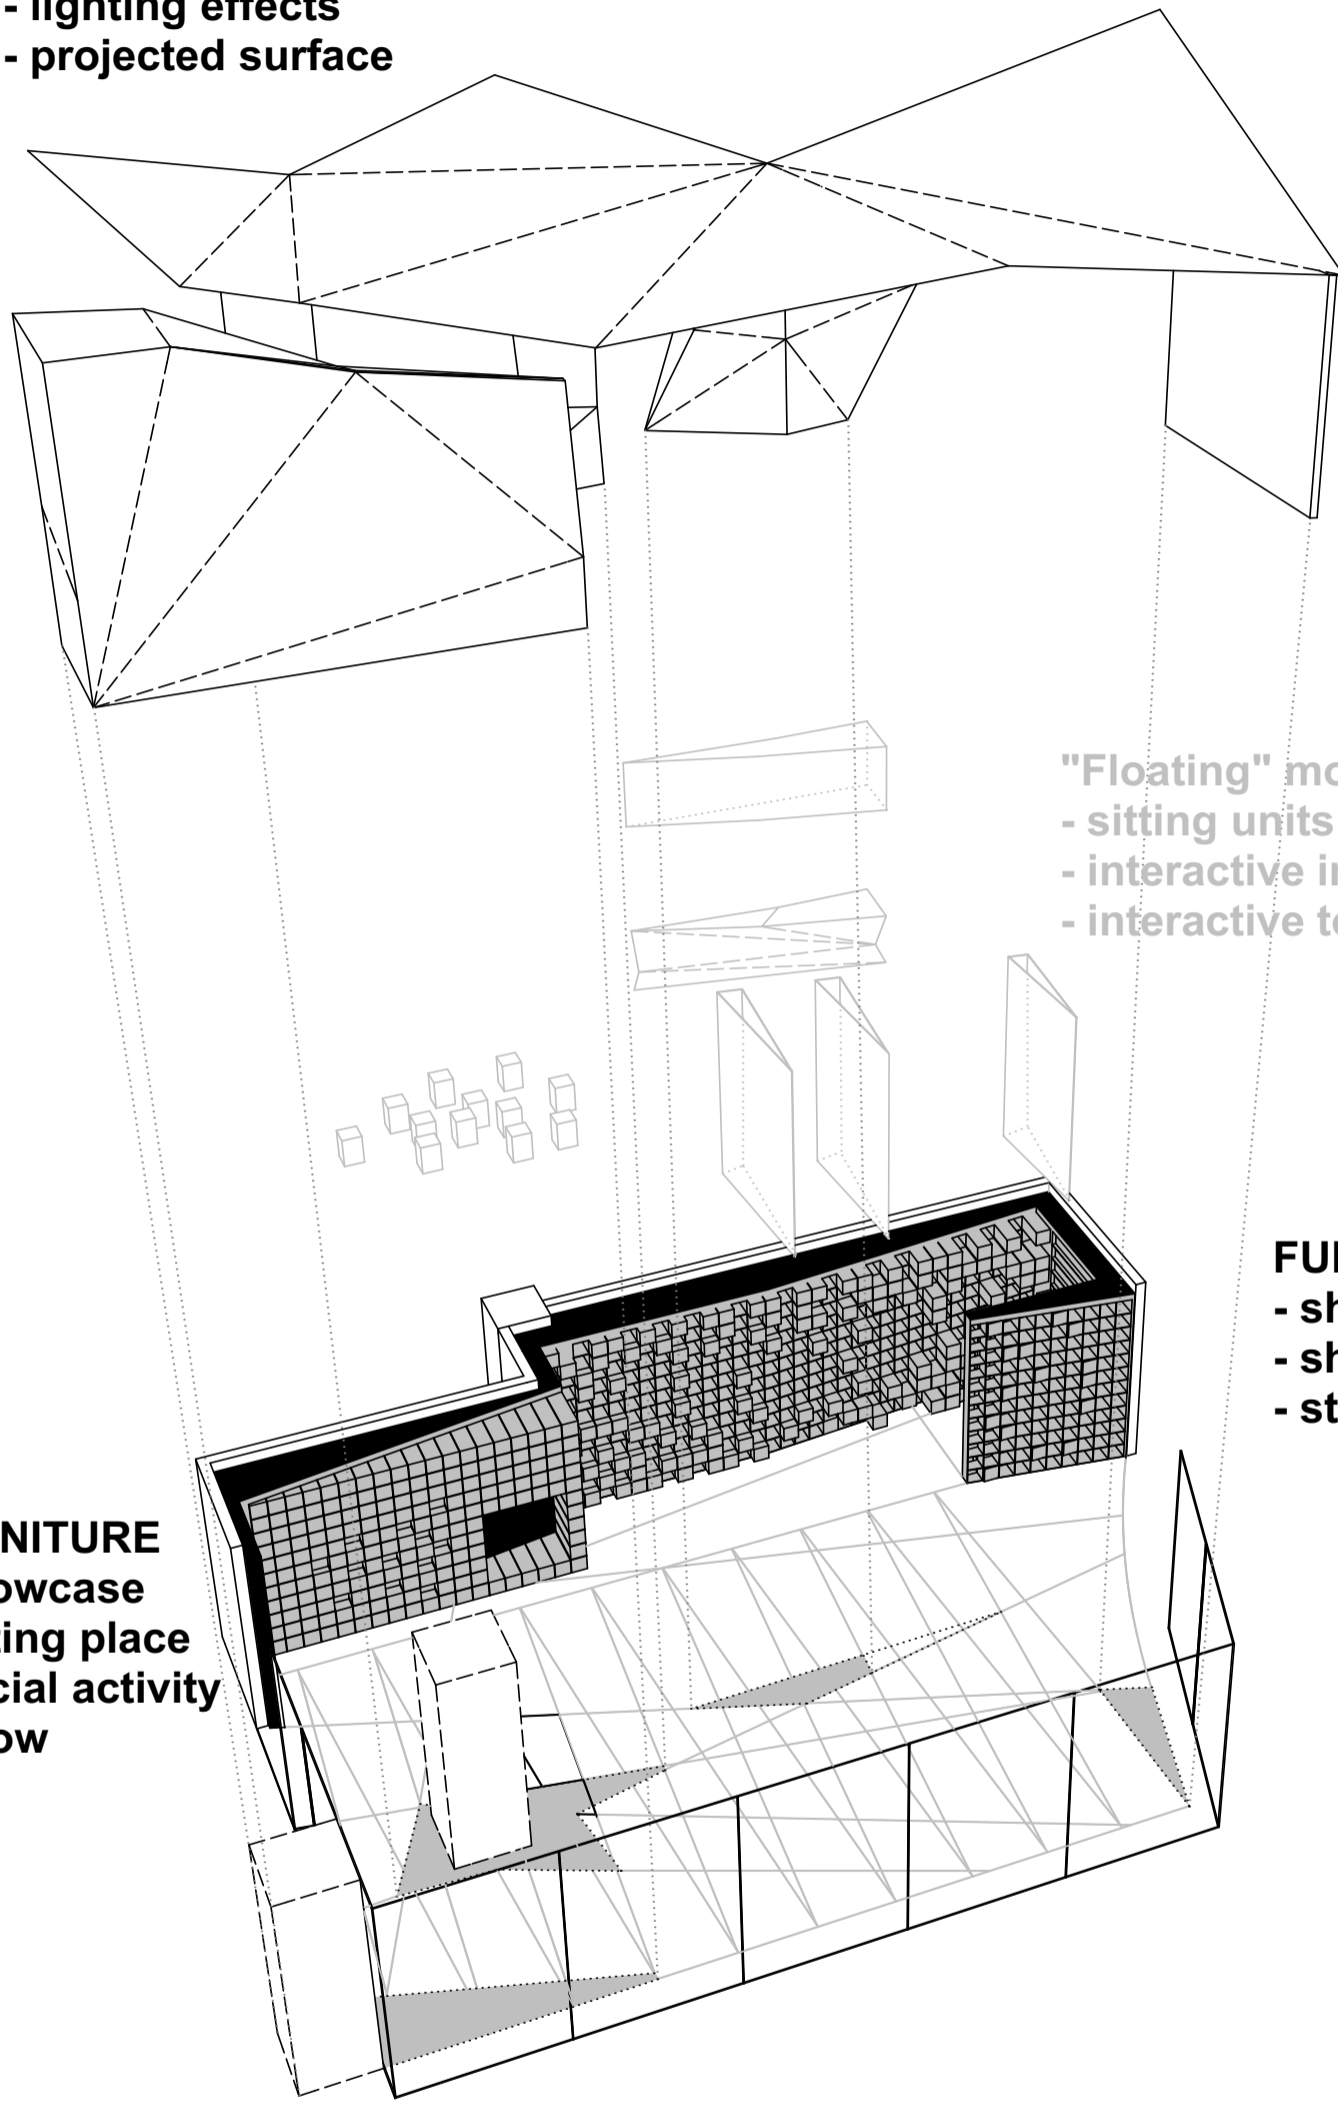 - lighting effects
- projected surface
"Floating" mo
- sitting units
- interactive i
- interactive t
FU
- sh
- sh
- st
NITURE
owcase
ting place
cial activity
ow